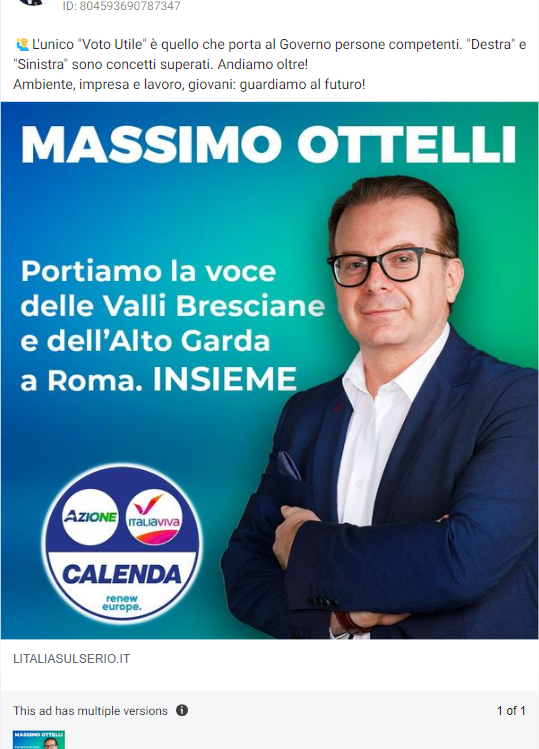 ID: 804593690787347
🙋L'unico "Voto Utile" è quello che porta al Governo persone competenti. "Destra" e
"Sinistra" sono concetti superati. Andiamo oltre!
Ambiente, impresa e lavoro, giovani: guardiamo al futuro!
MASSIMO OTTELLI
Portiamo la voce
delle Valli Bresciane
e dell'Alto Garda
a Roma. INSIEME
AZIONE
ITALIAVIVA
CALENDA
renew
europe.
LITALIASULSERIO.IT
This ad has multiple versions
1 of 1
MASSIMO OTTELLI